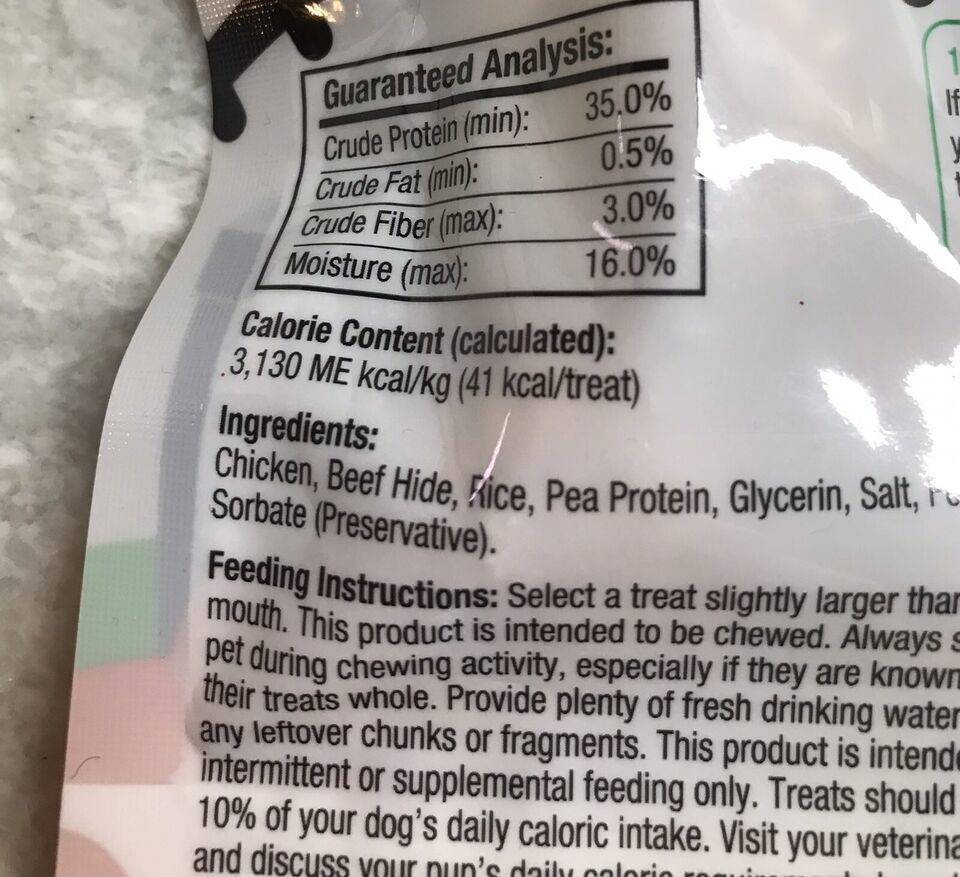 Guaranteed Analysis:
Crude Protein (min): 35.0%
Crude Fat (min): 0.5%
Crude Fiber (max): 3.0%
Moisture (max): 16.0%
Calorie Content (calculated):
3,130 ME kcal/kg (41 kcal/treat)
Ingredients:
Chicken, Beef Hide, Rice, Pea Protein, Glycerin, Salt,
Sorbate (Preservative).
Feeding Instructions: Select a treat slightly larger than
mouth. This product is intended to be chewed. Always
pet during chewing activity, especially if they are known
their treats whole. Provide plenty of fresh drinking water
any leftover chunks or fragments. This product is
intermittent or supplemental feeding only. Treats should
10% of your dog's daily caloric intake. Visit your
and discuss your pup's daily caloric
1
If